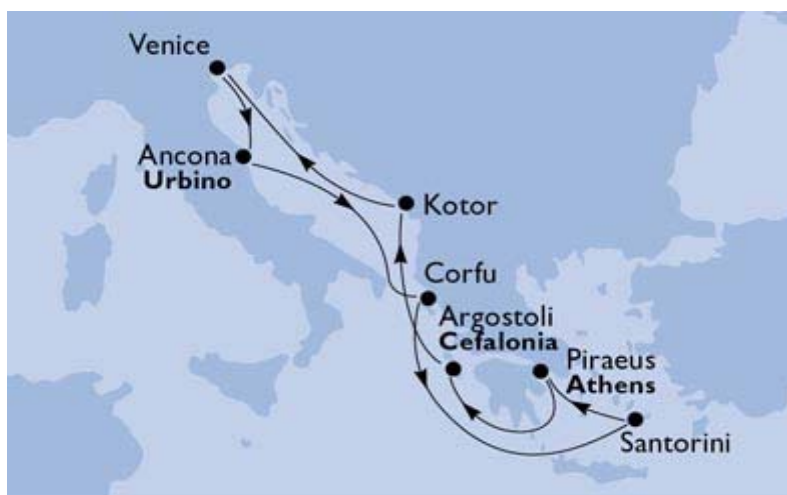 Venice
Ancona
Urbino
Kotor
Corfu
Argostoli
Cefalonia
Piraeus
Athens
Santorini